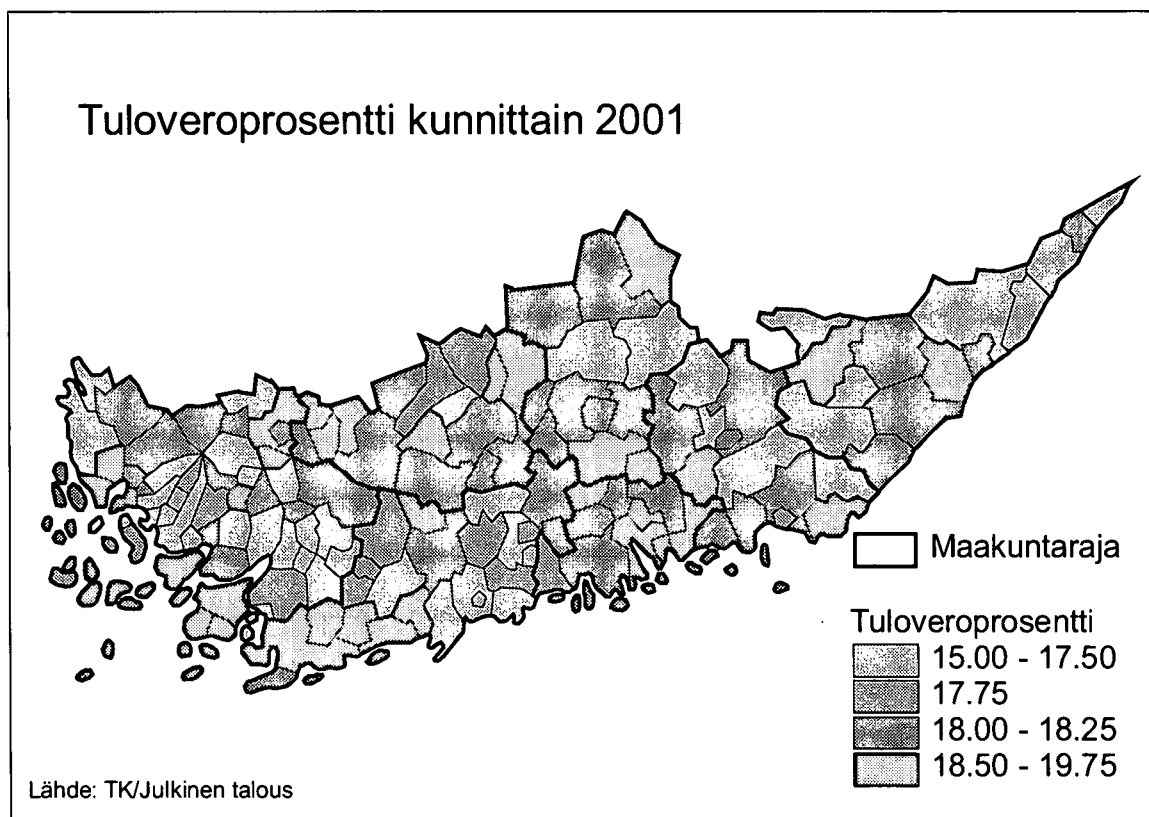 Tuloveroprosentti kunnittain 2001
Maakuntaraja
Tuloveroprosentti
15.00 - 17.50
17.75
18.00 - 18.25
18.50 - 19.75
Lähde: TK/Julkinen talous